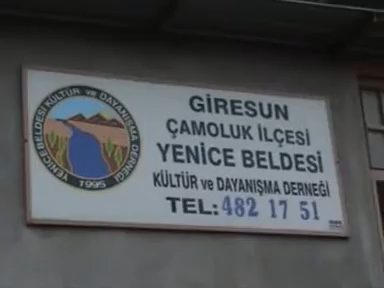 YENİCE BELDESİ KÜLTÜR ve DAYANIŞMA DERNEĞİ
1995
GİRESUN
ÇAMOLUK İLÇESİ
YENİCE BELDESİ
KÜLTÜR ve DAYANIŞMA DERNEĞİ
TEL: 482 17 51